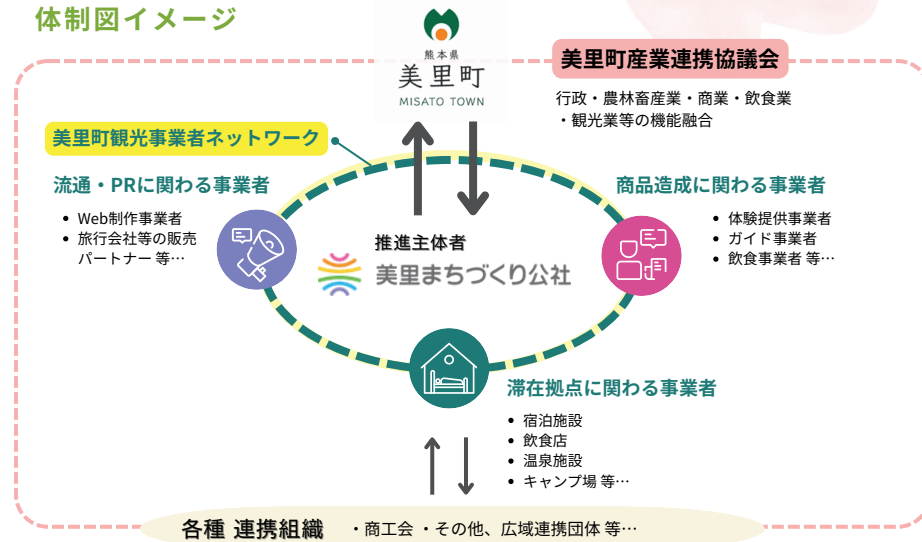 体制図イメージ
熊本県
美里町
MISATO TOWN
美里町産業連携協議会
行政・農林畜産業・商業・飲食業
・観光業等の機能融合
美里町観光事業者ネットワーク
流通・PRに関わる事業者
• Web制作事業者
• 旅行会社等の販売
パートナー 等…
商品造成に関わる事業者
• 体験提供事業者
• ガイド事業者
• 飲食事業者 等…
推進主体者
美里まちづくり公社
滞在拠点に関わる事業者
• 宿泊施設
• 飲食店
• 温泉施設
• キャンプ場 等…
各種 連携組織 ・商工会 ・その他、広域連携団体 等…